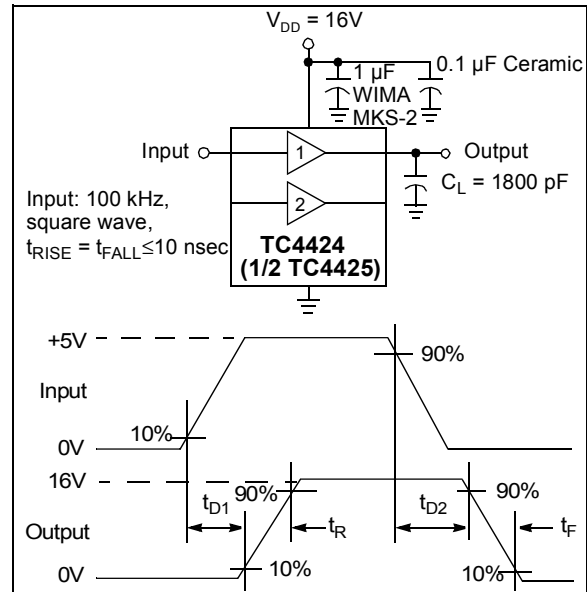 V_DD = 16V
1 µF
WIMA
MKS-2
0.1 µF Ceramic
Input
1
Output
C_L = 1800 pF
2
Input: 100 kHz,
square wave,
t_RISE = t_FALL≤10 nsec
TC4424
(1/2 TC4425)
+5V
Input
90%
0V
10%
16V
t_D1
90%
t_R
t_D2
90%
t_F
Output
0V
10%
10%